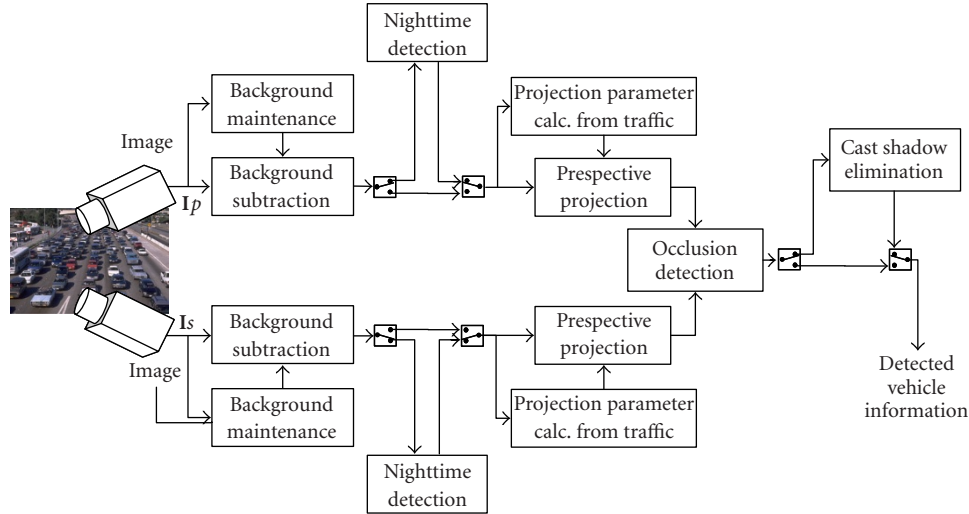 Nighttime
detection
Background
maintenance
Projection parameter
calc. from traffic
Image
Cast shadow
elimination
Background
subtraction
Prespective
projection
Ip
Occlusion
detection
Is
Background
subtraction
Prespective
projection
Image
Detected
vehicle
information
Background
maintenance
Projection parameter
calc. from traffic
Nighttime
detection